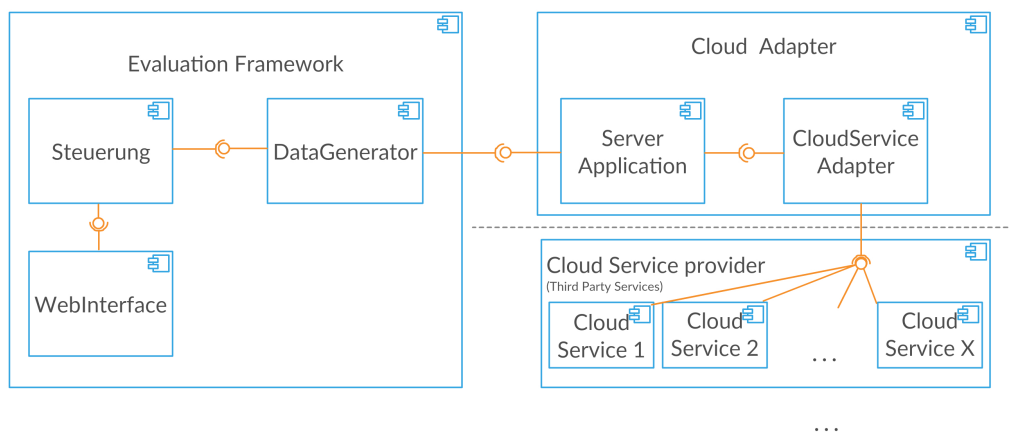 Evaluation Framework
Steuerung
DataGenerator
WebInterface
Cloud Adapter
Server
Application
CloudService
Adapter
Cloud Service provider
(Third Party Services)
Cloud
Service 1
Cloud
Service 2
...
Cloud
Service X
...